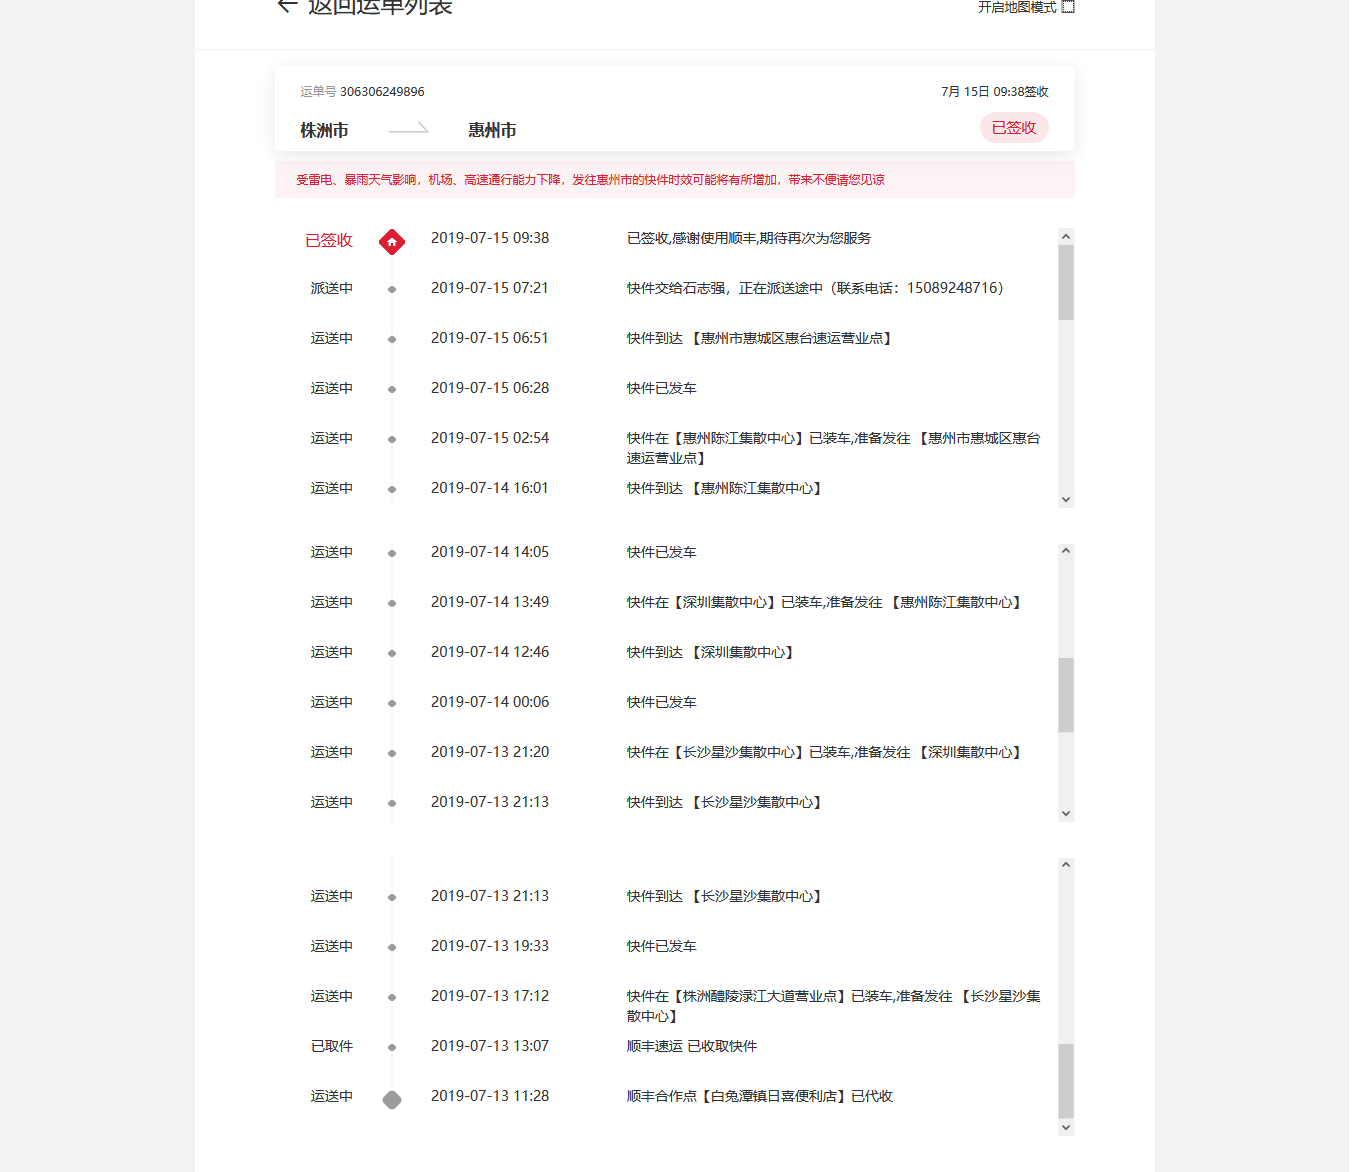 返回运单列表
开启地图模式
运单号 306306249896
7月 15日 09:38签收
株洲市
惠州市
已签收
受雷电、暴雨天气影响，机场、高速通行能力下降，发往惠州市的快件时效可能将有所增加，带来不便请您见谅
已签收 2019-07-15 09:38 已签收,感谢使用顺丰,期待再次为您服务
派送中 2019-07-15 07:21 快件交给石志强，正在派送途中（联系电话：15089248716）
运送中 2019-07-15 06:51 快件到达 【惠州市惠城区惠台速运营业点】
运送中 2019-07-15 06:28 快件已发车
运送中 2019-07-15 02:54 快件在【惠州陈江集散中心】已装车,准备发往 【惠州市惠城区惠台
速运营业点】
运送中 2019-07-14 16:01 快件到达 【惠州陈江集散中心】
运送中 2019-07-14 14:05 快件已发车
运送中 2019-07-14 13:49 快件在【深圳集散中心】已装车,准备发往 【惠州陈江集散中心】
运送中 2019-07-14 12:46 快件到达 【深圳集散中心】
运送中 2019-07-14 00:06 快件已发车
运送中 2019-07-13 21:20 快件在【长沙星沙集散中心】已装车,准备发往 【深圳集散中心】
运送中 2019-07-13 21:13 快件到达 【长沙星沙集散中心】
运送中 2019-07-13 21:13 快件到达 【长沙星沙集散中心】
运送中 2019-07-13 19:33 快件已发车
运送中 2019-07-13 17:12 快件在【株洲醴陵渌江大道营业点】已装车,准备发往 【长沙星沙集
散中心】
已取件 2019-07-13 13:07 顺丰速运 已收取快件
运送中 2019-07-13 11:28 顺丰合作点【白兔潭镇日喜便利店】已代收